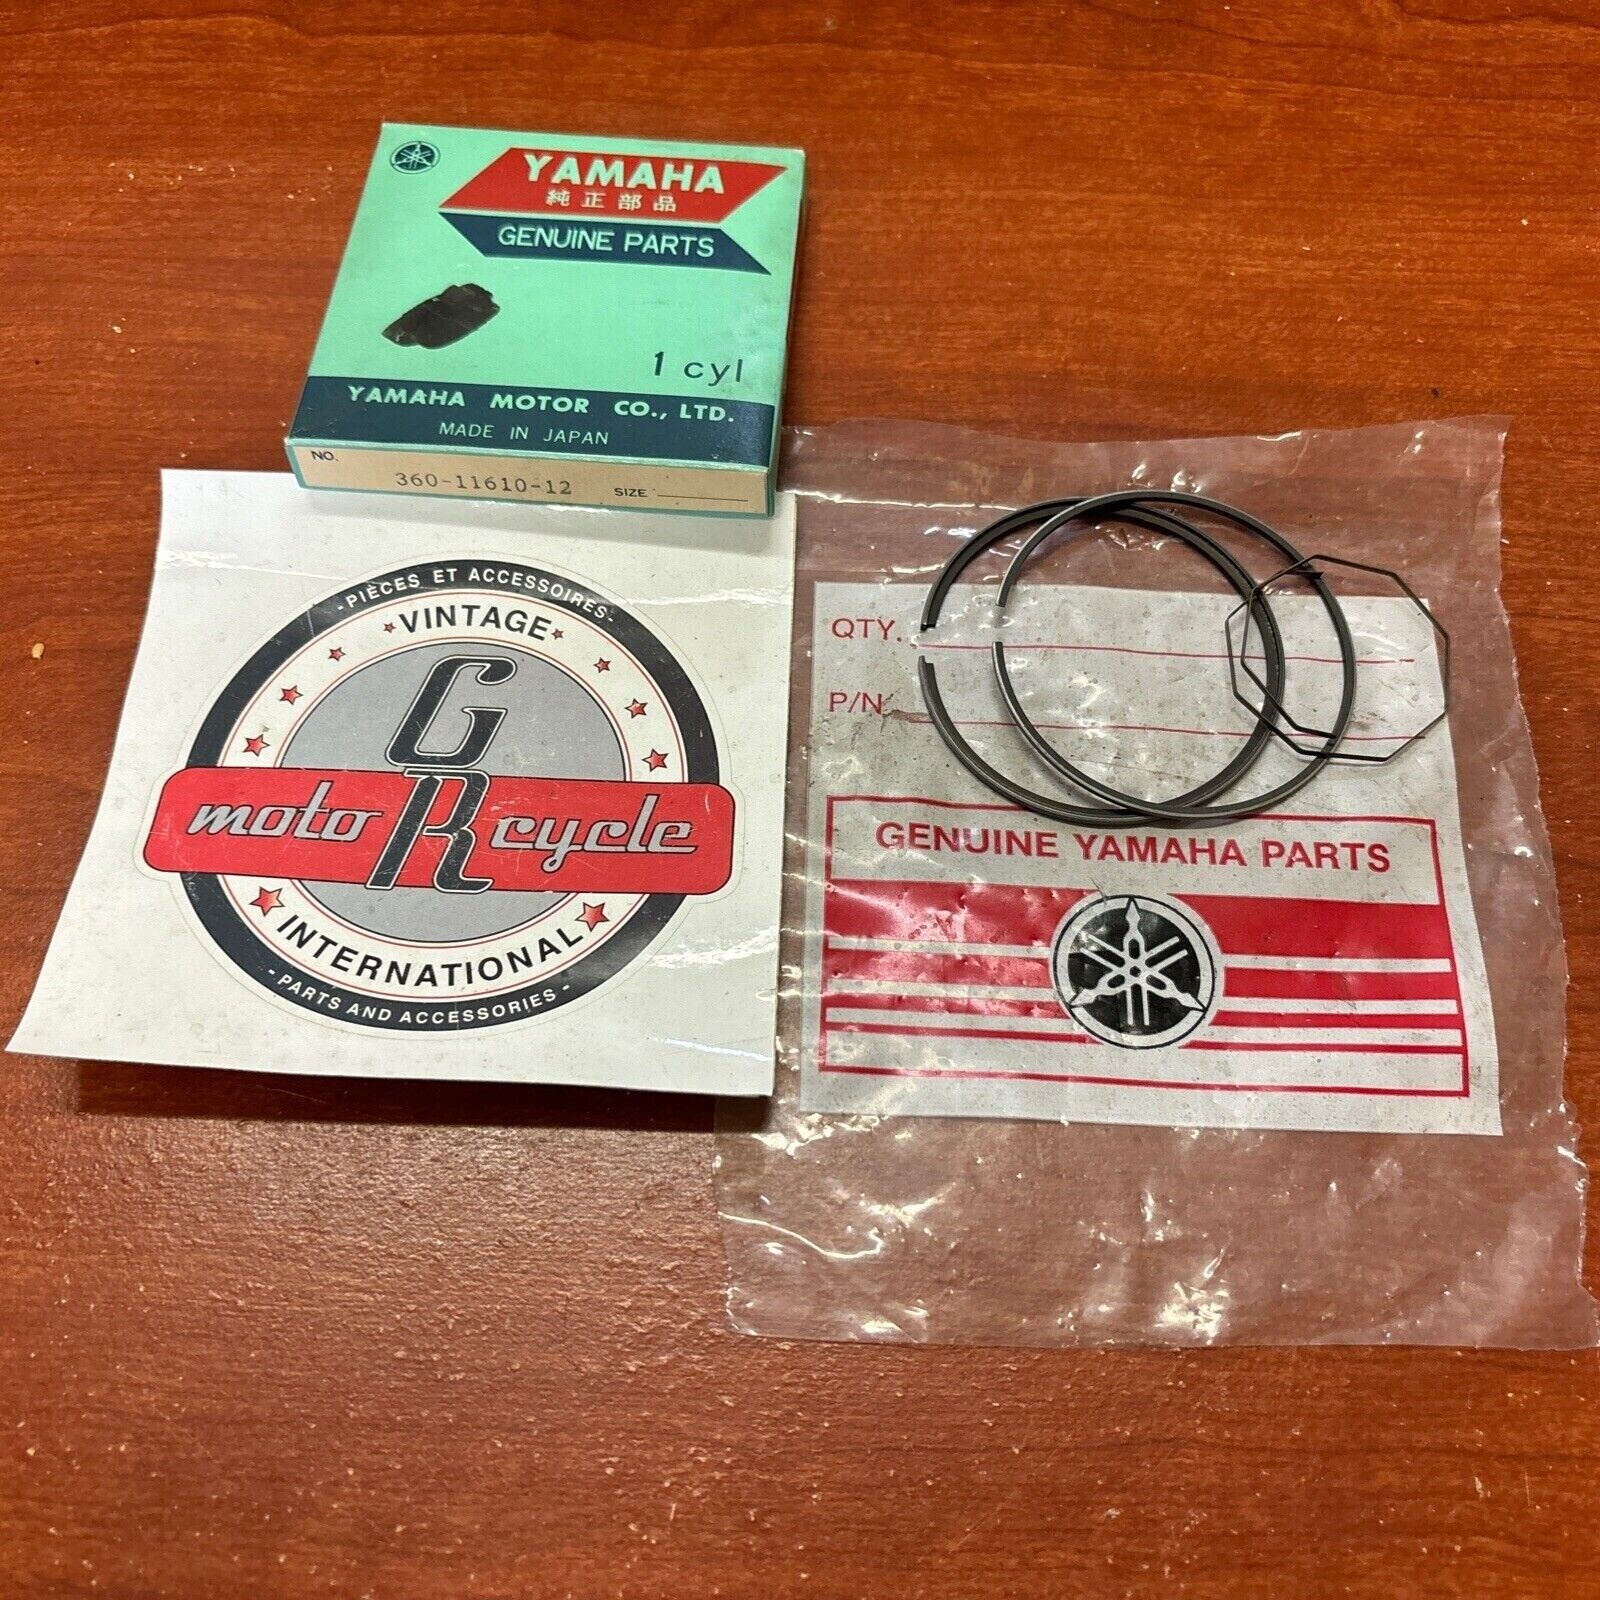 YAMAHA
純正部品
GENUINE PARTS
1 cyl
YAMAHA MOTOR CO., LTD.
MADE IN JAPAN
NO.
360-11610-12 SIZE
- PIÈCES ET ACCESSOIRES -
VINTAGE
G
R
moto cycle
INTERNATIONAL
- PARTS AND ACCESSORIES -
QTY.
P/N
GENUINE YAMAHA PARTS